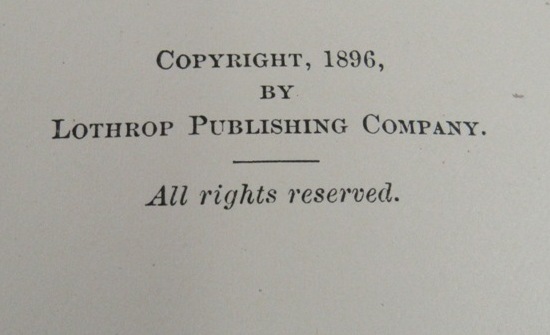 COPYRIGHT, 1896,
BY
LOTHROP PUBLISHING COMPANY.
All rights reserved.